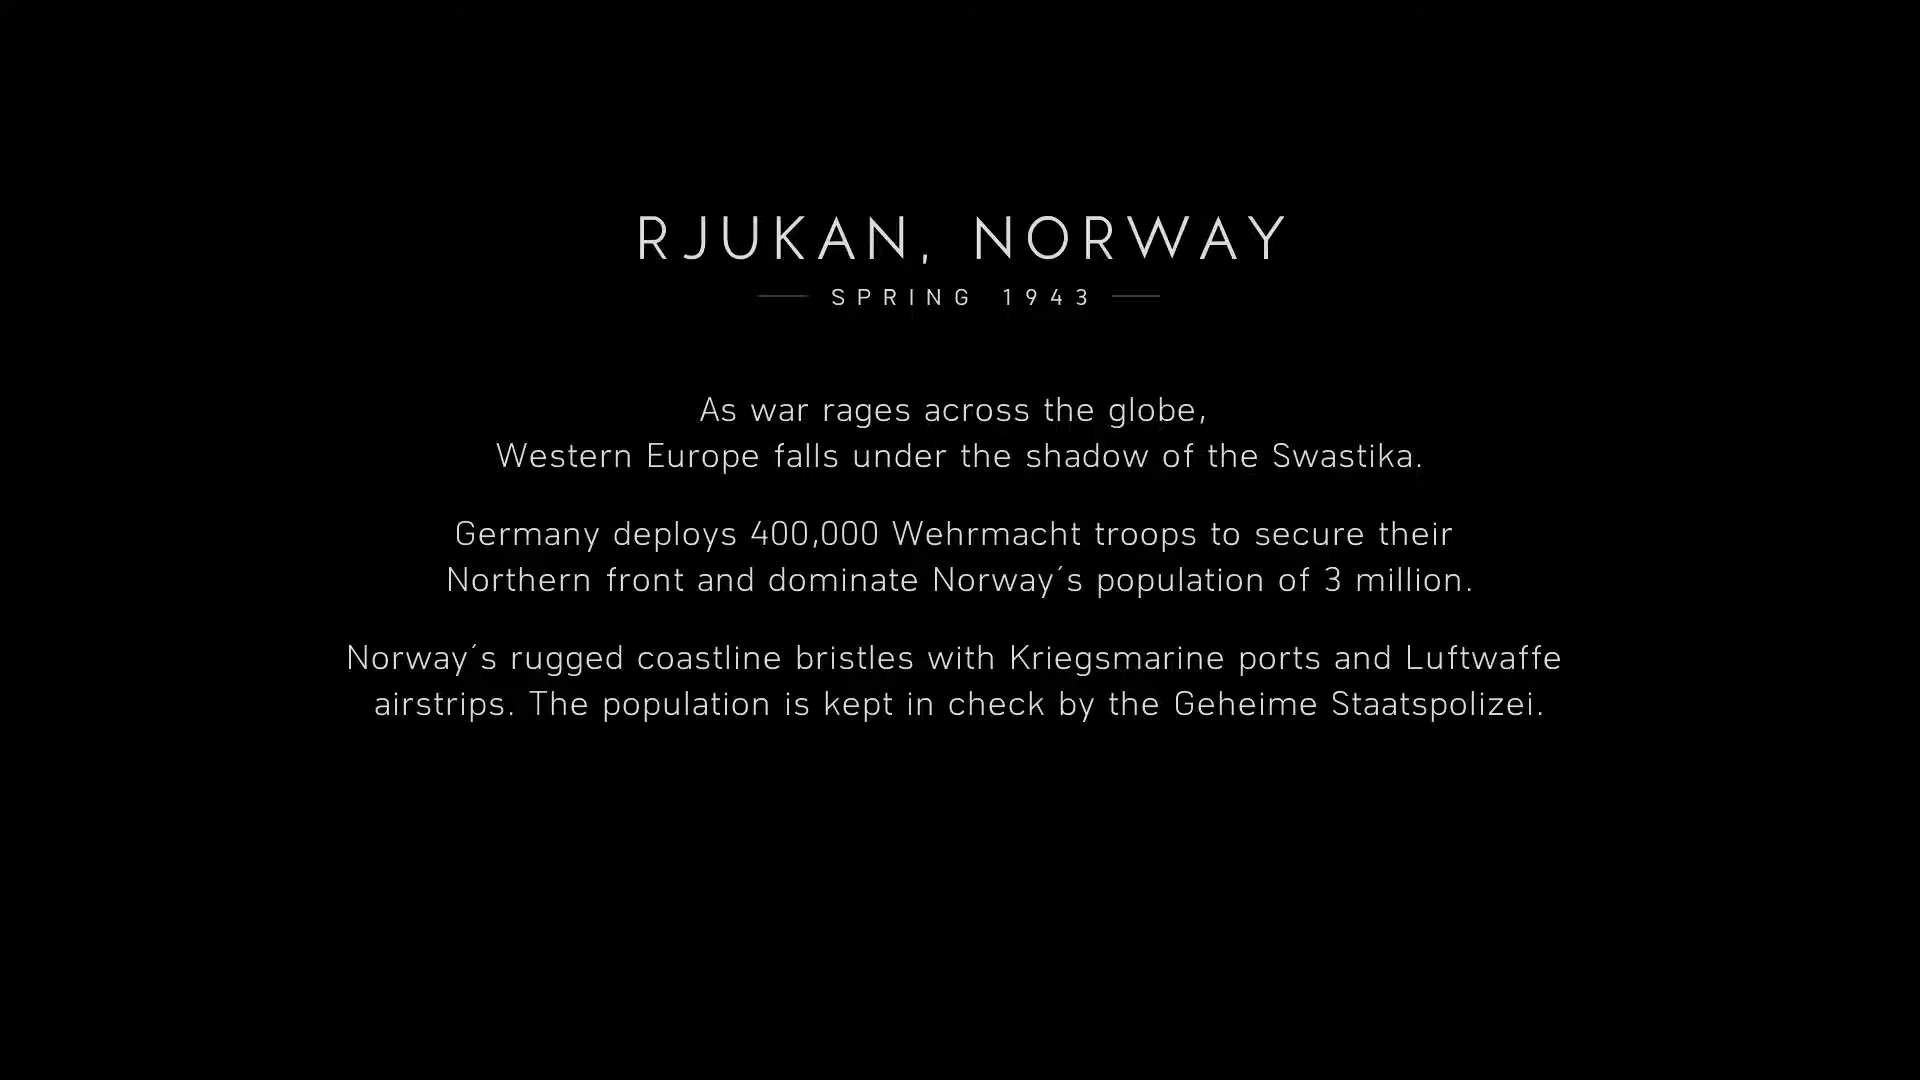 RJUKAN, NORWAY
SPRING 1943
As war rages across the globe,
Western Europe falls under the shadow of the Swastika.
Germany deploys 400,000 Wehrmacht troops to secure their
Northern front and dominate Norway´s population of 3 million.
Norway´s rugged coastline bristles with Kriegsmarine ports and Luftwaffe
airstrips. The population is kept in check by the Geheime Staatspolizei.